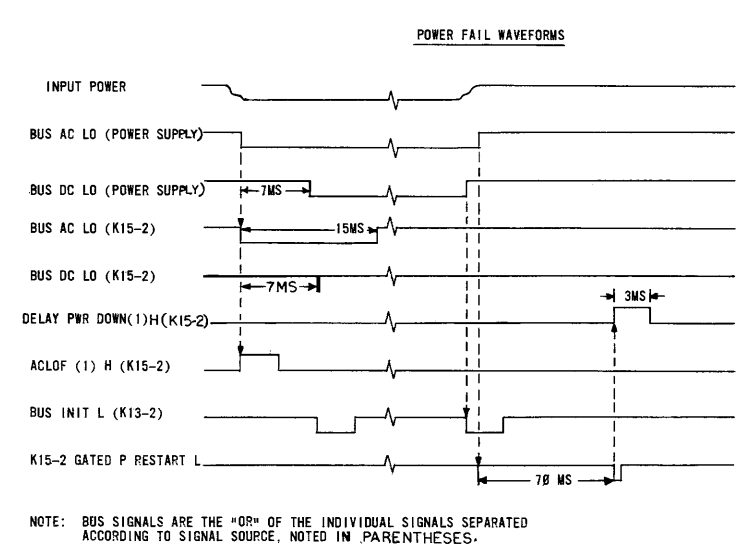 POWER FAIL WAVEFORMS
INPUT POWER
BUS AC LO (POWER SUPPLY)
BUS DC LO (POWER SUPPLY)
7MS
BUS AC LO (K15-2)
15MS
BUS DC LO (K15-2)
7MS
3MS
DELAY PWR DOWN(1)H(K15-2)
ACLOF (1) H (K15-2)
BUS INIT L (K13-2)
K15-2 GATED P RESTART L
7Ø MS
NOTE: BUS SIGNALS ARE THE "OR" OF THE INDIVIDUAL SIGNALS SEPARATED
ACCORDING TO SIGNAL SOURCE, NOTED IN PARENTHESES.